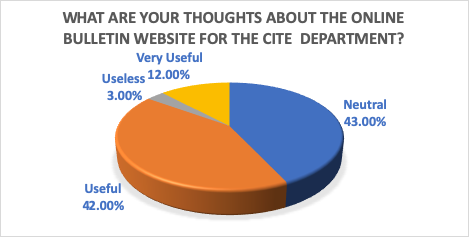 WHAT ARE YOUR THOUGHTS ABOUT THE ONLINE
BULLETIN WEBSITE FOR THE CITE DEPARTMENT?
Very Useful
12.00%
Useless
3.00%
Neutral
43.00%
Useful
42.00%